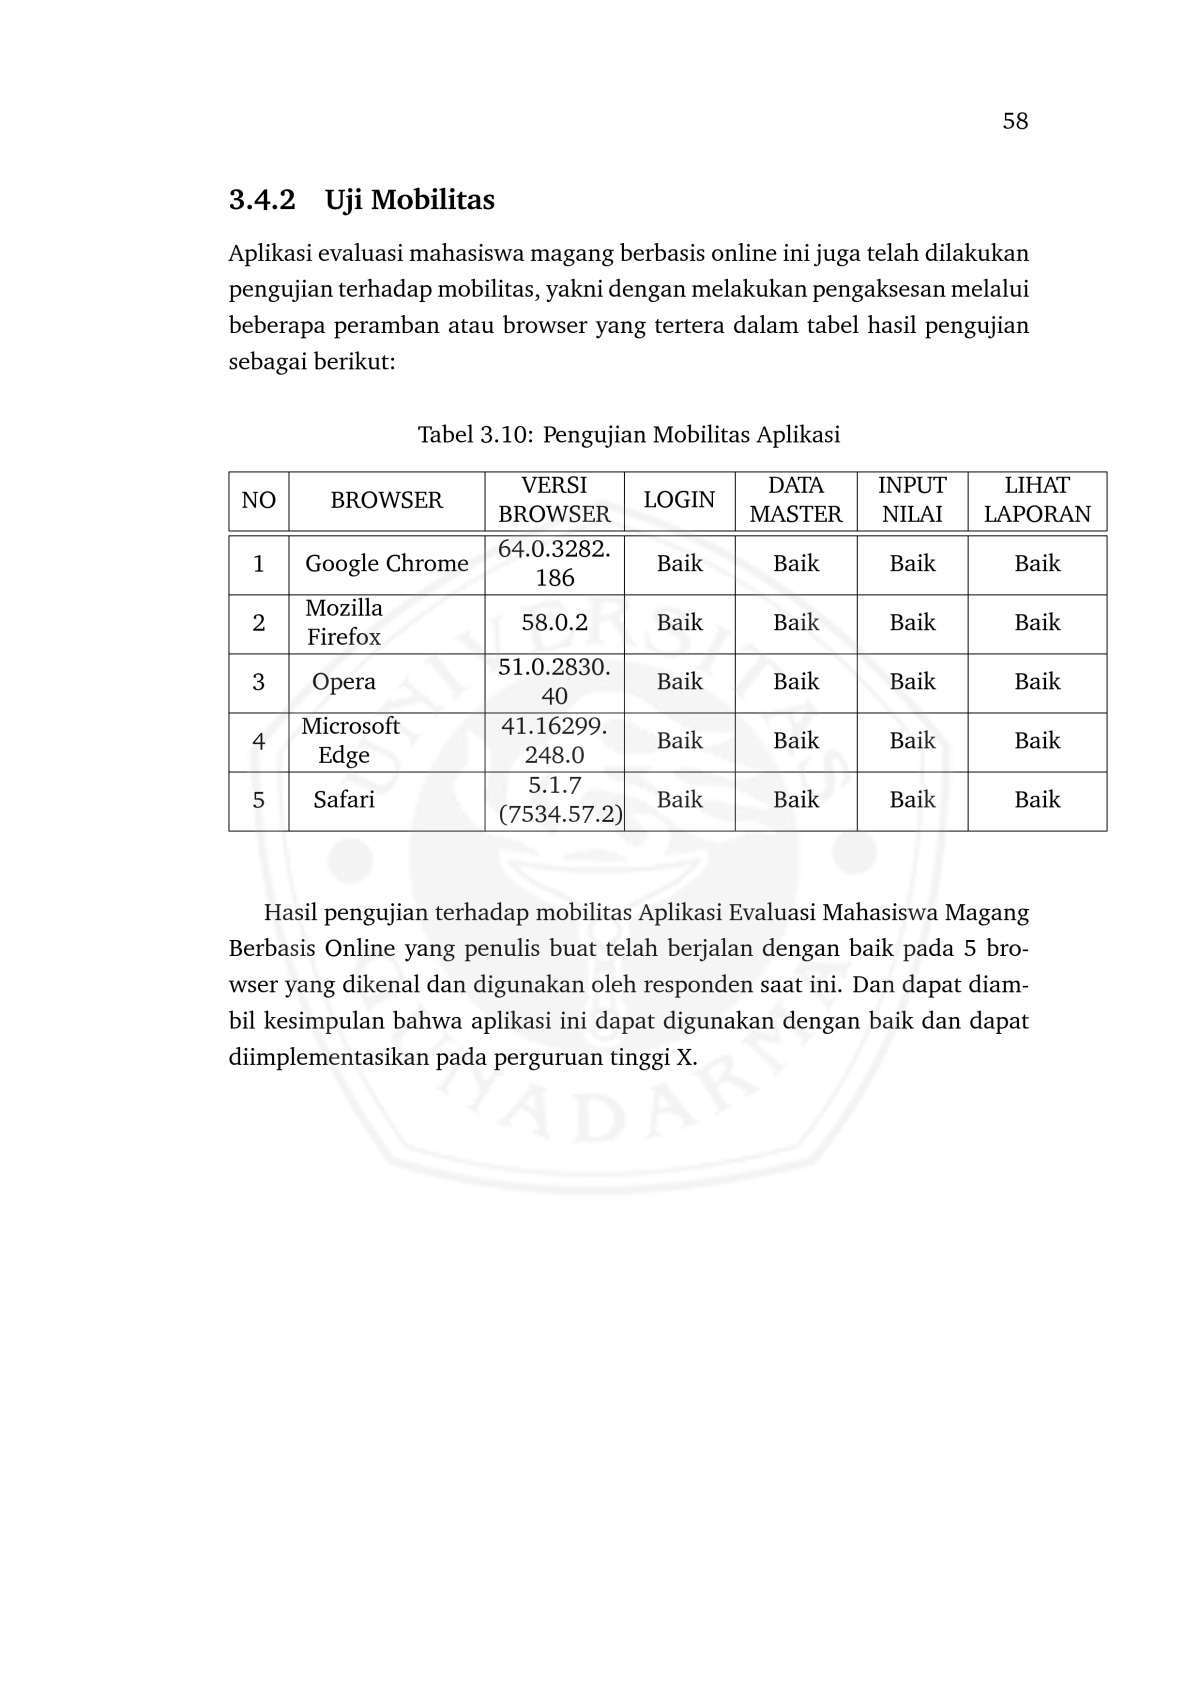 58
3.4.2 Uji Mobilitas
Aplikasi evaluasi mahasiswa magang berbasis online ini juga telah dilakukan
pengujian terhadap mobilitas, yakni dengan melakukan pengaksesan melalui
beberapa peramban atau browser yang tertera dalam tabel hasil pengujian
sebagai berikut:
Tabel 3.10: Pengujian Mobilitas Aplikasi
NO BROWSER VERSI BROWSER LOGIN DATA MASTER INPUT NILAI LIHAT LAPORAN
1 Google Chrome 64.0.3282. 186 Baik Baik Baik Baik
2 Mozilla Firefox 58.0.2 Baik Baik Baik Baik
3 Opera 51.0.2830. 40 Baik Baik Baik Baik
4 Microsoft Edge 41.16299. 248.0 Baik Baik Baik Baik
5 Safari 5.1.7 (7534.57.2) Baik Baik Baik Baik
Hasil pengujian terhadap mobilitas Aplikasi Evaluasi Mahasiswa Magang
Berbasis Online yang penulis buat telah berjalan dengan baik pada 5 bro-
wser yang dikenal dan digunakan oleh responden saat ini. Dan dapat diam-
bil kesimpulan bahwa aplikasi ini dapat digunakan dengan baik dan dapat
diimplementasikan pada perguruan tinggi X.
UNIVERSITAS
GUNADARMA